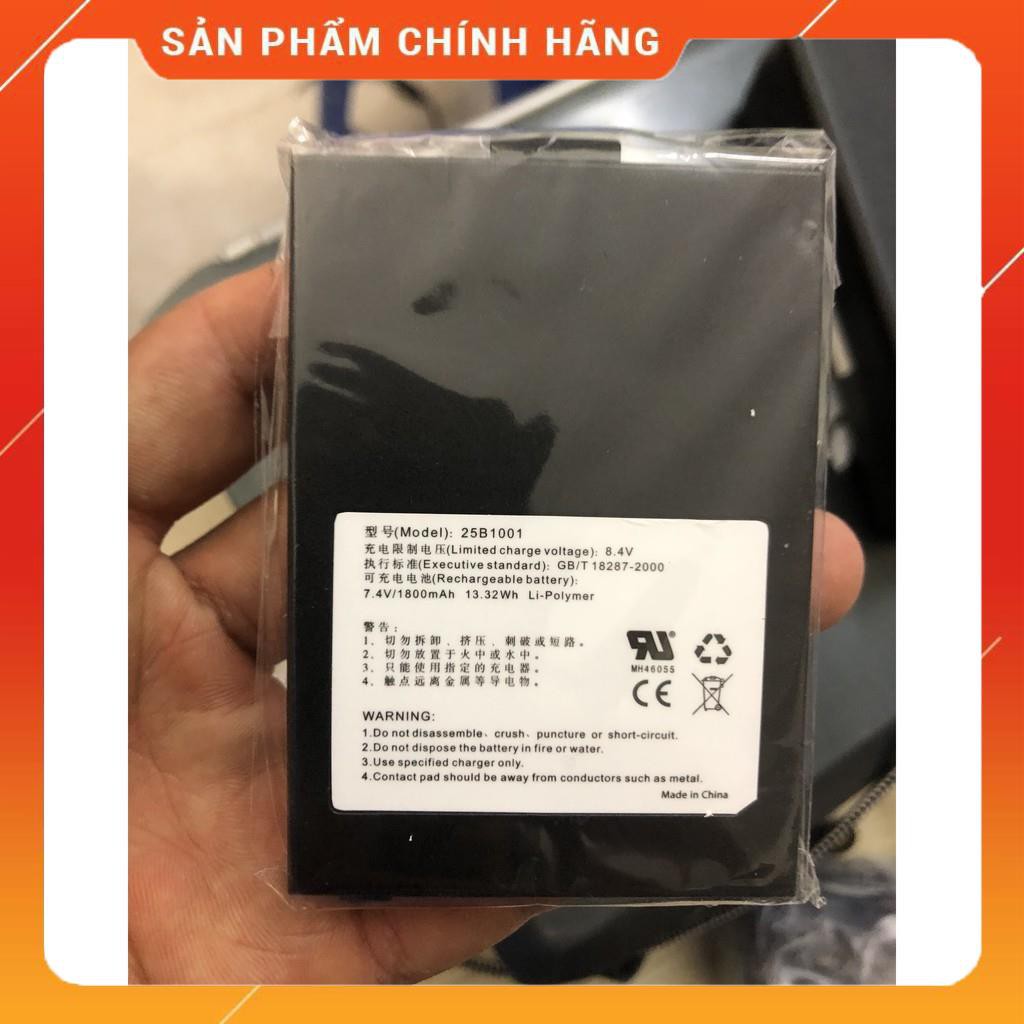 SẢN PHẨM CHÍNH HÃNG
型号(Model): 25B1001
充电限制电压(Limited charge voltage): 8.4V
执行标准(Executive standard): GB/T 18287-2000
可充电电池(Rechargeable battery):
7.4V/1800mAh 13.32Wh Li-Polymer
警告:
1、切勿拆卸、挤压、刺破或短路。
2、切勿放置于火中或水中。
3、只能使用指定的充电器。
4、触点远离金属等导电物。
MH46055
CE
WARNING:
1.Do not disassemble、crush、puncture or short-circuit.
2.Do not dispose the battery in fire or water.
3.Use specified charger only.
4.Contact pad should be away from conductors such as metal.
Made in China